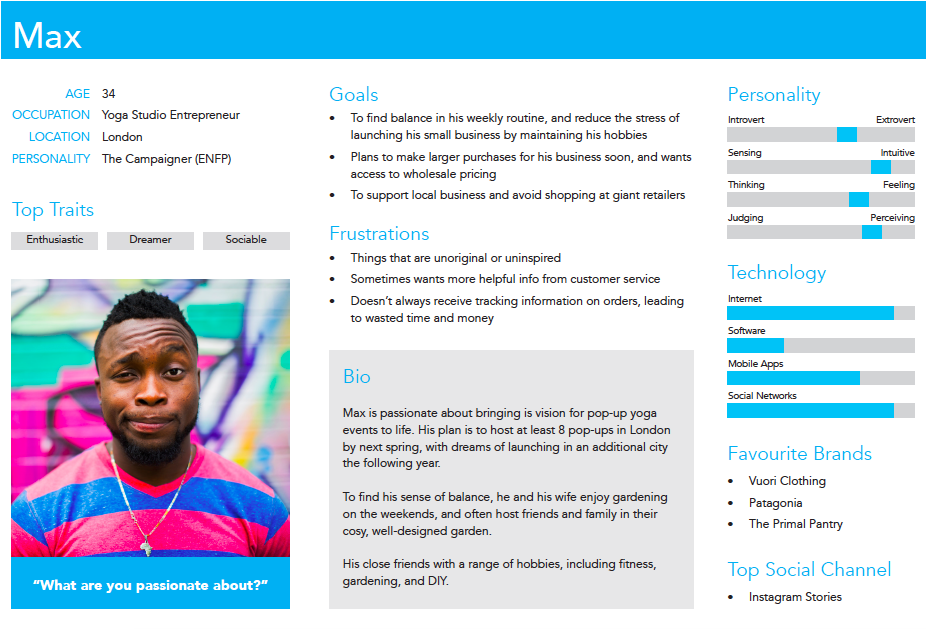 Max
AGE 34
OCCUPATION Yoga Studio Entrepreneur
LOCATION London
PERSONALITY The Campaigner (ENFP)
Top Traits
Enthusiastic Dreamer Sociable
“What are you passionate about?”
Goals
• To find balance in his weekly routine, and reduce the stress of
launching his small business by maintaining his hobbies
• Plans to make larger purchases for his business soon, and wants
access to wholesale pricing
• To support local business and avoid shopping at giant retailers
Frustrations
• Things that are unoriginal or uninspired
• Sometimes wants more helpful info from customer service
• Doesn’t always receive tracking information on orders, leading
to wasted time and money
Bio
Max is passionate about bringing is vision for pop-up yoga
events to life. His plan is to host at least 8 pop-ups in London
by next spring, with dreams of launching in an additional city
the following year.
To find his sense of balance, he and his wife enjoy gardening
on the weekends, and often host friends and family in their
cosy, well-designed garden.
His close friends with a range of hobbies, including fitness,
gardening, and DIY.
Personality
Introvert Extrovert
Sensing Intuitive
Thinking Feeling
Judging Perceiving
Technology
Internet
Software
Mobile Apps
Social Networks
Favourite Brands
• Vuori Clothing
• Patagonia
• The Primal Pantry
Top Social Channel
• Instagram Stories